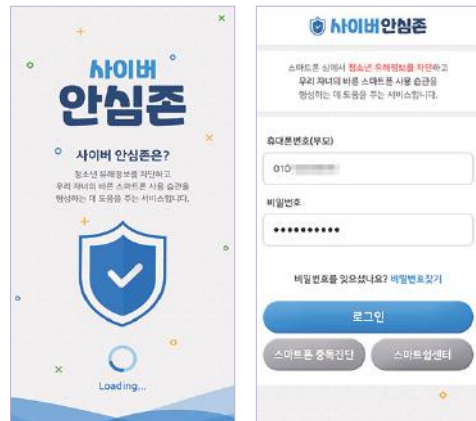 사이버
안심존
사이버 안심존은?
청소년 유해정보를 차단하고
우리 자녀의 바른 스마트폰 사용 습관을
형성하는 데 도움을 주는 서비스입니다.
Loading...
사이버안심존
스마트폰 상에서 청소년 유해정보를 차단하고
우리 자녀의 바른 스마트폰 사용 습관을
형성하는 데 도움을 주는 서비스입니다.
휴대폰번호(부모)
010
비밀번호
••••••••••
비밀번호를 잊으셨나요? 비밀번호찾기
로그인
스마트폰 중독진단
스마트쉼센터